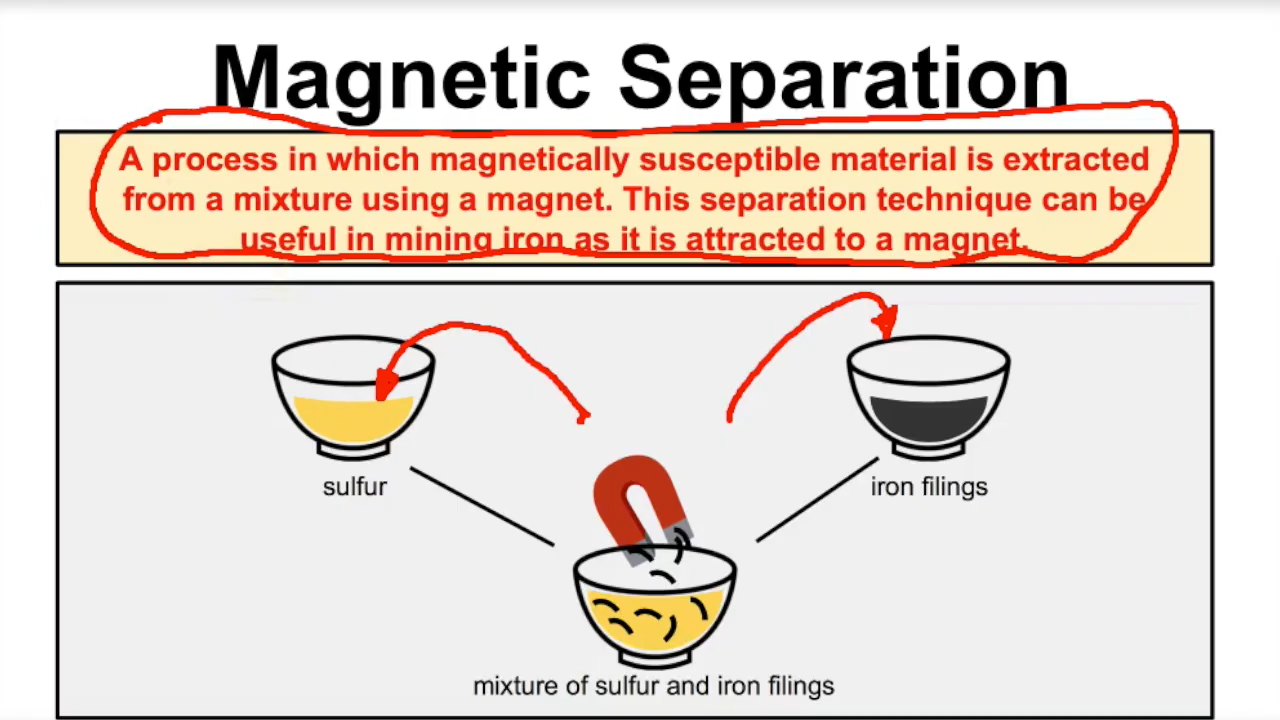 Magnetic Separation
A process in which magnetically susceptible material is extracted
from a mixture using a magnet. This separation technique can be
useful in mining iron as it is attracted to a magnet.
sulfur
iron filings
mixture of sulfur and iron filings